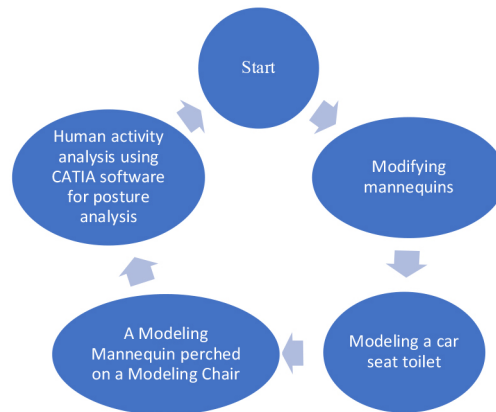 Start
Modifying
mannequins
Modeling a car
seat toilet
A Modeling
Mannequin perched
on a Modeling Chair
Human activity
analysis using
CATIA software
for posture
analysis